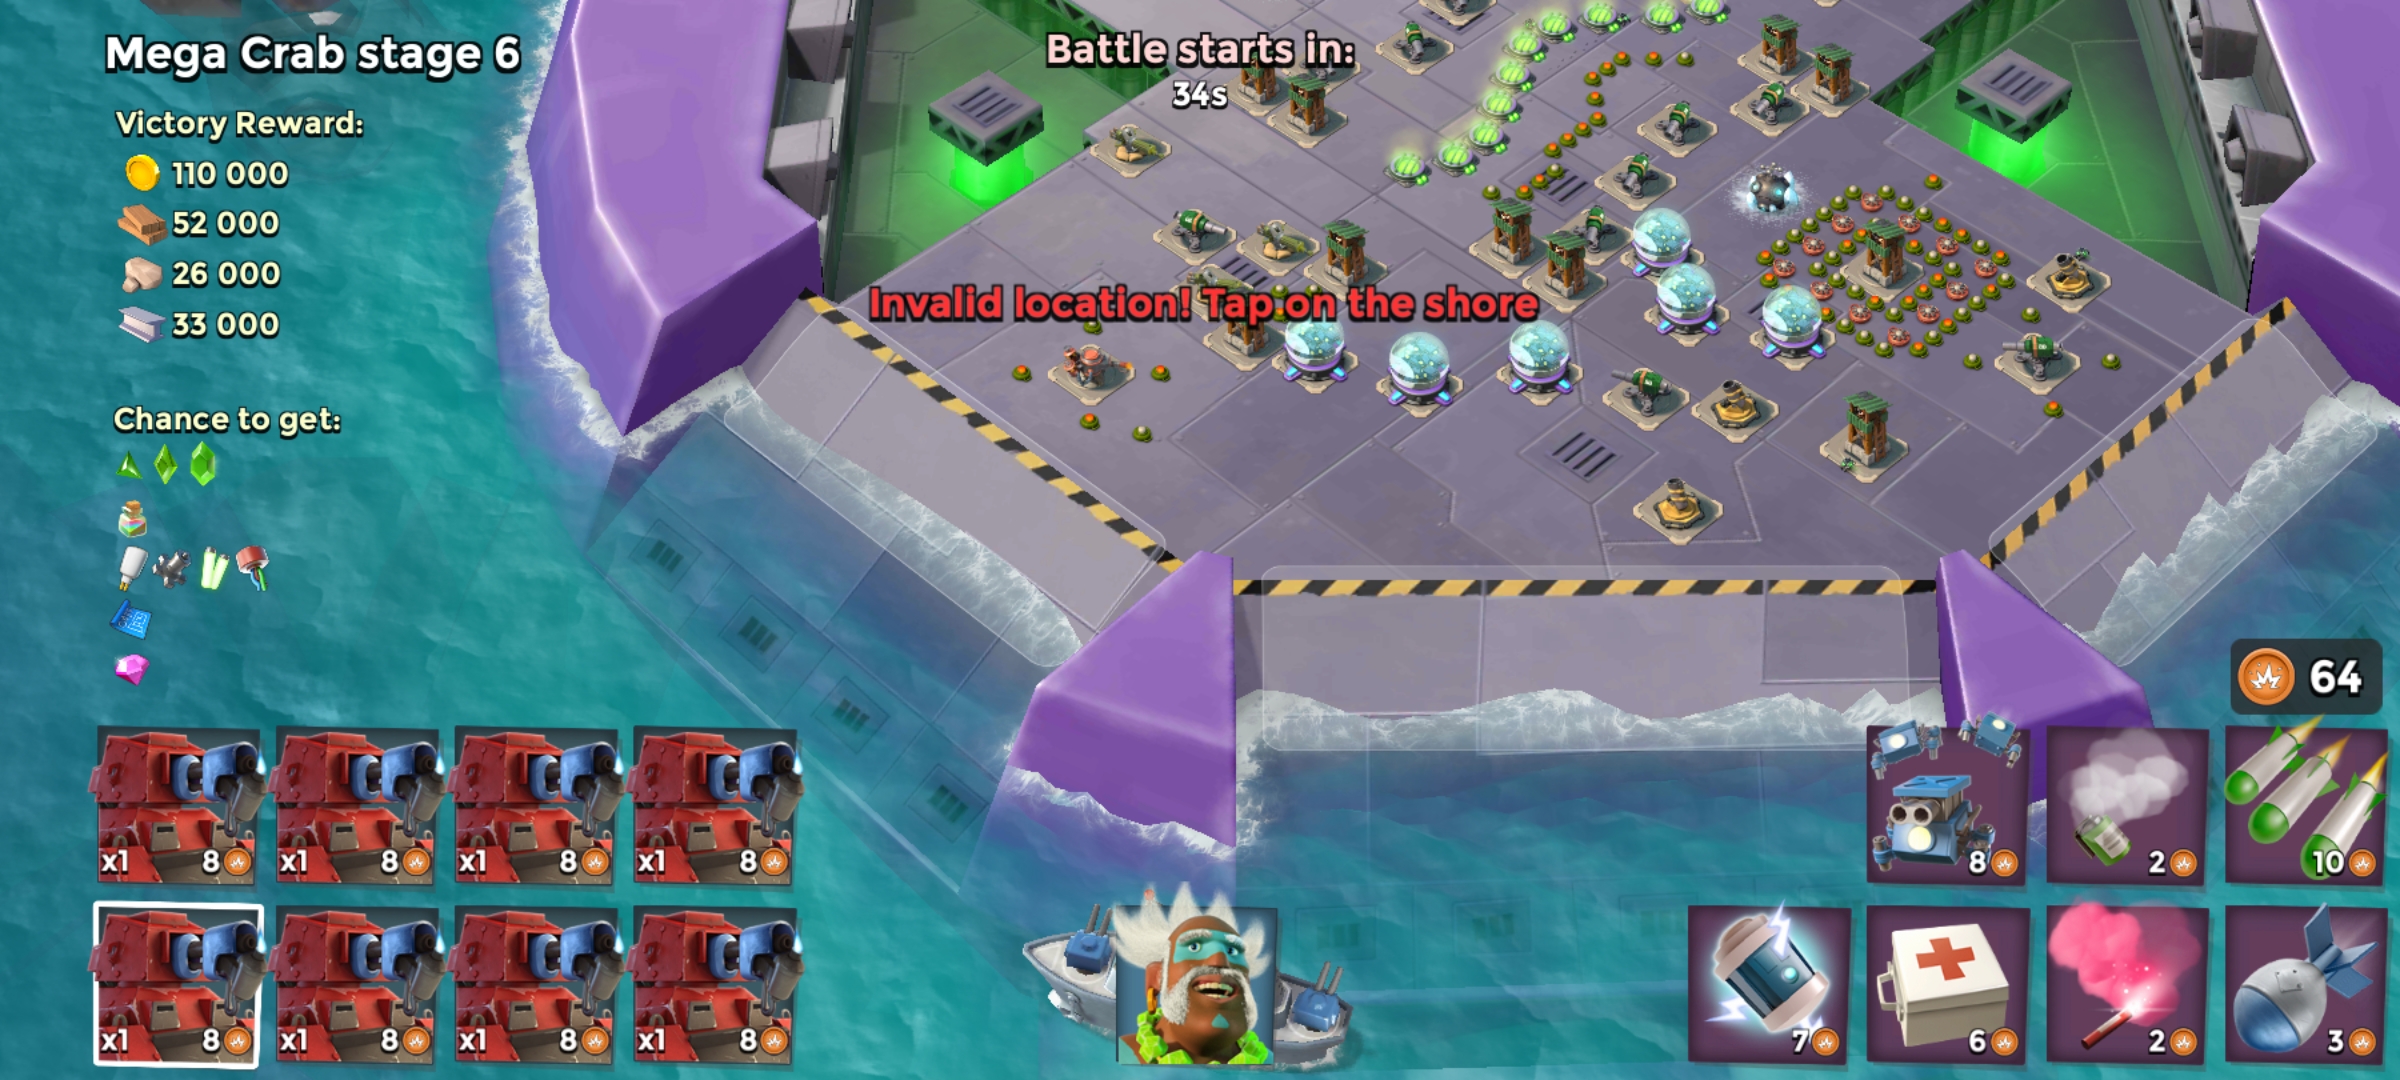 Mega Crab stage 6
Battle starts in:
34s
Victory Reward:
110 000
52 000
26 000
33 000
Invalid location! Tap on the shore
Chance to get:
64
x1 8
x1 8
x1 8
x1 8
8
2
10
x1 8
x1 8
x1 8
x1 8
7
6
2
3